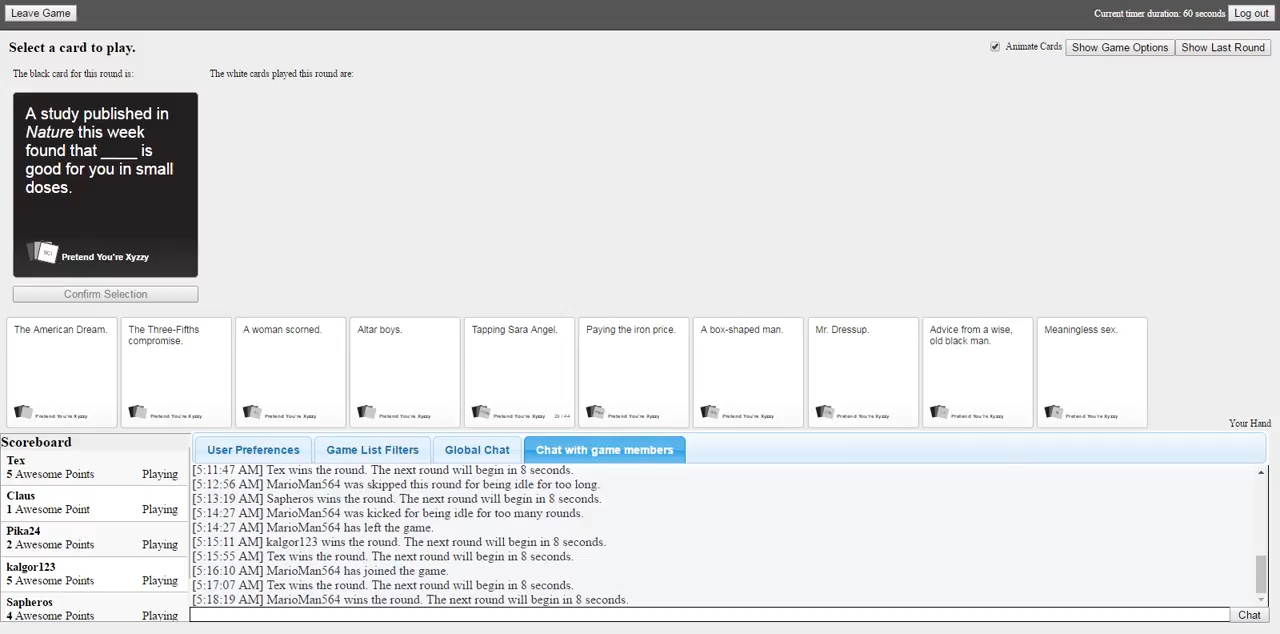 Leave Game
Current timer duration: 60 seconds Log out
Select a card to play.
Animate Cards Show Game Options Show Last Round
The black card for this round is:
The white cards played this round are:
A study published in
Nature this week
found that ____ is
good for you in small
doses.
Pretend You're Xyzzy
Confirm Selection
The American Dream.
Pretend You're Xyzzy
The Three-Fifths
compromise.
Pretend You're Xyzzy
A woman scorned.
Pretend You're Xyzzy
Altar boys.
Pretend You're Xyzzy
Tapping Sara Angel.
Pretend You're Xyzzy
Paying the iron price.
Pretend You're Xyzzy
A box-shaped man.
Pretend You're Xyzzy
Mr. Dressup.
Pretend You're Xyzzy
Advice from a wise,
old black man.
Pretend You're Xyzzy
Meaningless sex.
Pretend You're Xyzzy
Your Hand
Scoreboard
Tex
5 Awesome Points Playing
Claus
1 Awesome Point Playing
Pika24
2 Awesome Points Playing
kalgor123
5 Awesome Points Playing
Sapheros
4 Awesome Points Playing
User Preferences Game List Filters Global Chat Chat with game members
[5:11:47 AM] Tex wins the round. The next round will begin in 8 seconds.
[5:12:56 AM] MarioMan564 was skipped this round for being idle for too long.
[5:13:19 AM] Sapheros wins the round. The next round will begin in 8 seconds.
[5:14:27 AM] MarioMan564 was kicked for being idle for too many rounds.
[5:14:27 AM] MarioMan564 has left the game.
[5:15:11 AM] kalgor123 wins the round. The next round will begin in 8 seconds.
[5:15:55 AM] Tex wins the round. The next round will begin in 8 seconds.
[5:16:10 AM] MarioMan564 has joined the game.
[5:17:07 AM] Tex wins the round. The next round will begin in 8 seconds.
[5:18:19 AM] MarioMan564 wins the round. The next round will begin in 8 seconds.
Chat